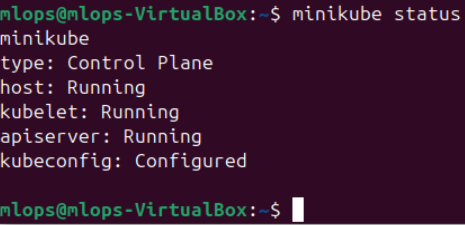 mlops@mlops-VirtualBox:~$ minikube status
minikube
type: Control Plane
host: Running
kubelet: Running
apiserver: Running
kubeconfig: Configured
mlops@mlops-VirtualBox:~$